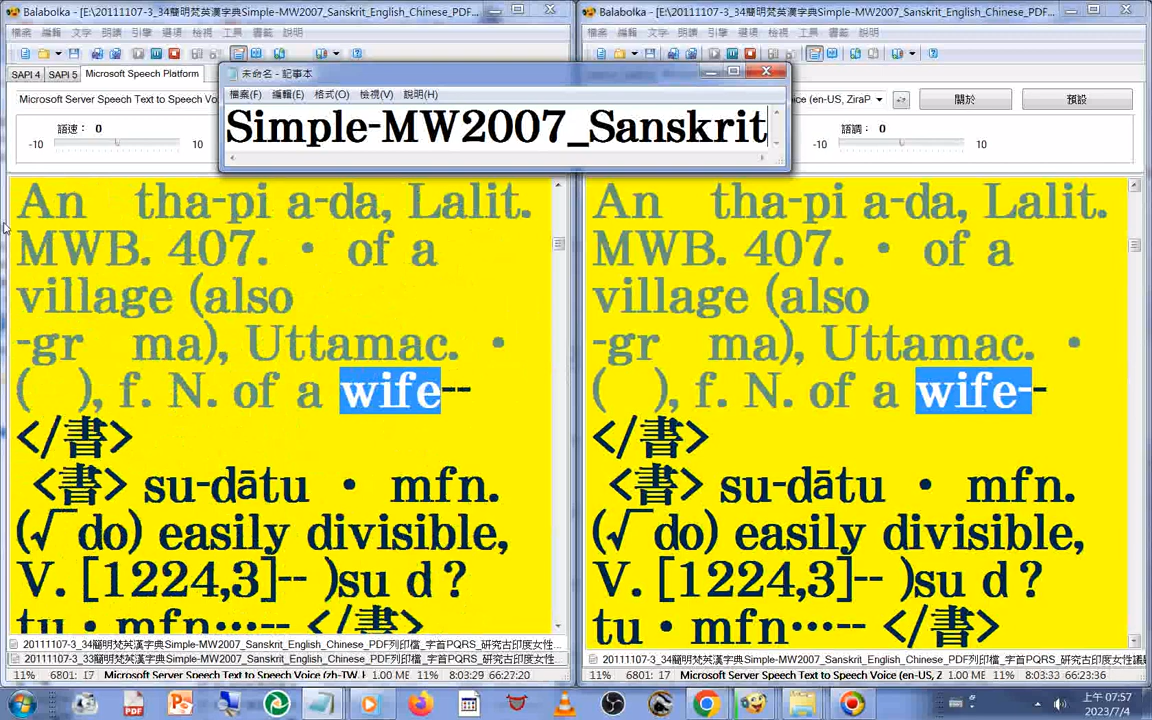 Balabolka - [E:\20111107-3_34簡明梵英漢字典Simple-MW2007_Sanskrit_English_Chinese_PDF...
檔案 編輯 文字 朗讀 引擎 選項 檢視 工具 書籤 說明
SAPI 4 SAPI 5 Microsoft Speech Platform
Microsoft Server Speech Text to Speech Vo
語速： 0
-10 10
Balabolka - [E:\20111107-3_34簡明梵英漢字典Simple-MW2007_Sanskrit_English_Chinese_PDF...
朗讀 引擎 選項 檢視 工具 書籤 說明
ice (en-US, ZiraP
關於 預設
語調： 0
10
未命名 - 記事本
檔案(F) 編輯(E) 格式(O) 檢視(V) 說明(H)
Simple-MW2007_Sanskrit
An tha-pi a-da, Lalit.
MWB. 407. • of a
village (also
-gr ma), Uttamac. •
( ), f. N. of a wife--
</書>
<書> su-dātu • mfn.
(√ do) easily divisible,
V. [1224,3]-- )su d?
tu • mfn…-- </書>
20111107-3_34簡明梵英漢字典Simple-MW2007_Sanskrit_English_Chinese_PDF列印檔_字首PQRS_研究古印度女性...
20111107-3_33簡明梵英漢字典Simple-MW2007_Sanskrit_English_Chinese_PDF列印檔_字首PQRS_研究古印度女性...
11% 6801: 17 Microsoft Server Speech Text to Speech Voice (zh-TW, 1.00 ME 8:03:29 66:27:20
An tha-pi a-da, Lalit.
MWB. 407. • of a
village (also
-gr ma), Uttamac. •
( ), f. N. of a wife--
</書>
<書> su-dātu • mfn.
(√ do) easily divisible,
V. [1224,3]-- )su d?
tu • mfn…-- </書>
20111107-3_34簡明梵英漢字典Simple-MW2007_Sanskrit_English_Chinese_PDF列印檔_字首PQRS_研究古印度女性議
11% 6801: 17 Microsoft Server Speech Text to Speech Voice (en-US, Z 1.00 ME 8:03:33 66:23:36
上午 07:57
2023/7/4